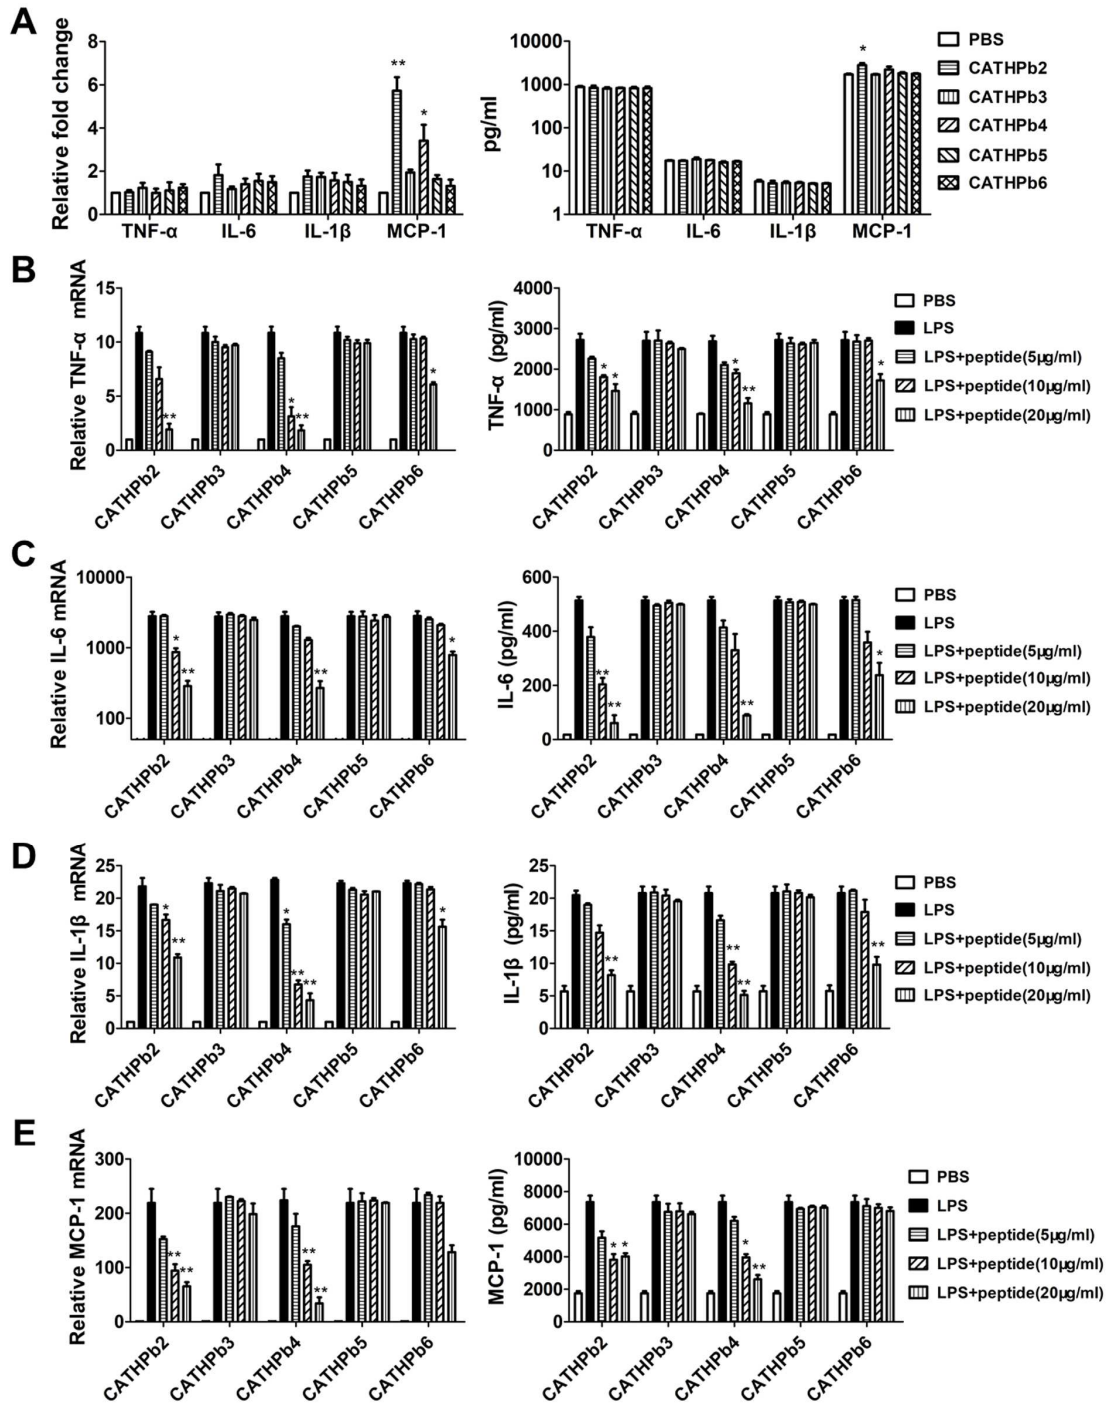 A
Relative fold change
8
6
4
2
0
**
*
TNF-α IL-6 IL-1β MCP-1
pg/ml
10000
1000
100
10
1
*
TNF-α IL-6 IL-1β MCP-1
PBS
CATHPb2
CATHPb3
CATHPb4
CATHPb5
CATHPb6
B
Relative TNF-α mRNA
15
10
5
0
**
*
**
*
CATHPb2 CATHPb3 CATHPb4 CATHPb5 CATHPb6
TNF-α (pg/ml)
4000
3000
2000
1000
0
*
*
*
**
*
CATHPb2 CATHPb3 CATHPb4 CATHPb5 CATHPb6
PBS
LPS
LPS+peptide(5μg/ml)
LPS+peptide(10μg/ml)
LPS+peptide(20μg/ml)
C
Relative IL-6 mRNA
10000
1000
100
*
**
**
*
CATHPb2 CATHPb3 CATHPb4 CATHPb5 CATHPb6
IL-6 (pg/ml)
600
400
200
0
**
**
**
*
CATHPb2 CATHPb3 CATHPb4 CATHPb5 CATHPb6
PBS
LPS
LPS+peptide(5μg/ml)
LPS+peptide(10μg/ml)
LPS+peptide(20μg/ml)
D
Relative IL-1β mRNA
25
20
15
10
5
0
*
**
*
**
**
*
CATHPb2 CATHPb3 CATHPb4 CATHPb5 CATHPb6
IL-1β (pg/ml)
25
20
15
10
5
0
**
**
**
**
CATHPb2 CATHPb3 CATHPb4 CATHPb5 CATHPb6
PBS
LPS
LPS+peptide(5μg/ml)
LPS+peptide(10μg/ml)
LPS+peptide(20μg/ml)
E
Relative MCP-1 mRNA
300
200
100
0
**
**
**
**
CATHPb2 CATHPb3 CATHPb4 CATHPb5 CATHPb6
MCP-1 (pg/ml)
10000
8000
6000
4000
2000
0
*
*
*
**
CATHPb2 CATHPb3 CATHPb4 CATHPb5 CATHPb6
PBS
LPS
LPS+peptide(5μg/ml)
LPS+peptide(10μg/ml)
LPS+peptide(20μg/ml)